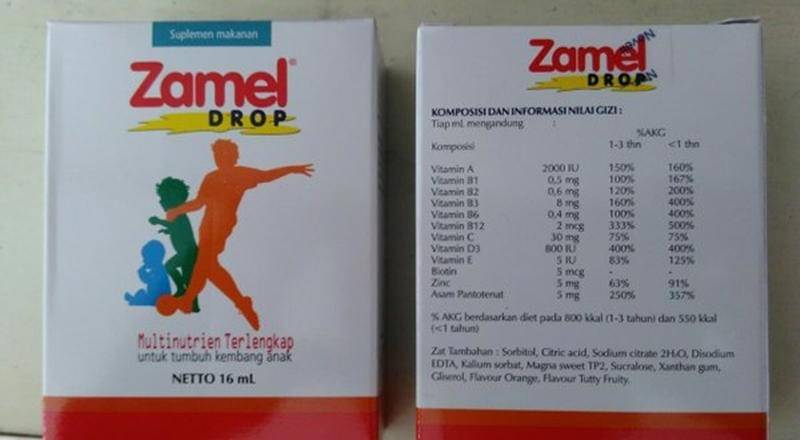 Suplemen makanan
Zamel®
DROP
Multinutrien Terlengkap
untuk tumbuh kembang anak
NETTO 16 mL
Zamel
DROP
KOMPOSISI DAN INFORMASI NILAI GIZI :
Tiap mL mengandung :
%AKG
Komposisi 1-3 thn <1 thn
Vitamin A 2000 IU 150% 160%
Vitamin B1 0,5 mg 100% 167%
Vitamin B2 0,6 mg 120% 200%
Vitamin B3 8 mg 160% 400%
Vitamin B6 0,4 mg 100% 400%
Vitamin B12 2 mcg 333% 500%
Vitamin C 30 mg 75% 75%
Vitamin D3 800 IU 400% 400%
Vitamin E 5 IU 83% 125%
Biotin 5 mcg - -
Zinc 5 mg 63% 91%
Asam Pantotenat 5 mg 250% 357%
% AKG berdasarkan diet pada 800 kkal (1-3 tahun) dan 550 kkal
(<1 tahun)
Zat Tambahan : Sorbitol, Citric acid, Sodium citrate 2H₂O, Disodium
EDTA, Kalium sorbat, Magna sweet TP2, Sucralose, Xanthan gum,
Gliserol, Flavour Orange, Flavour Tutty Fruity.